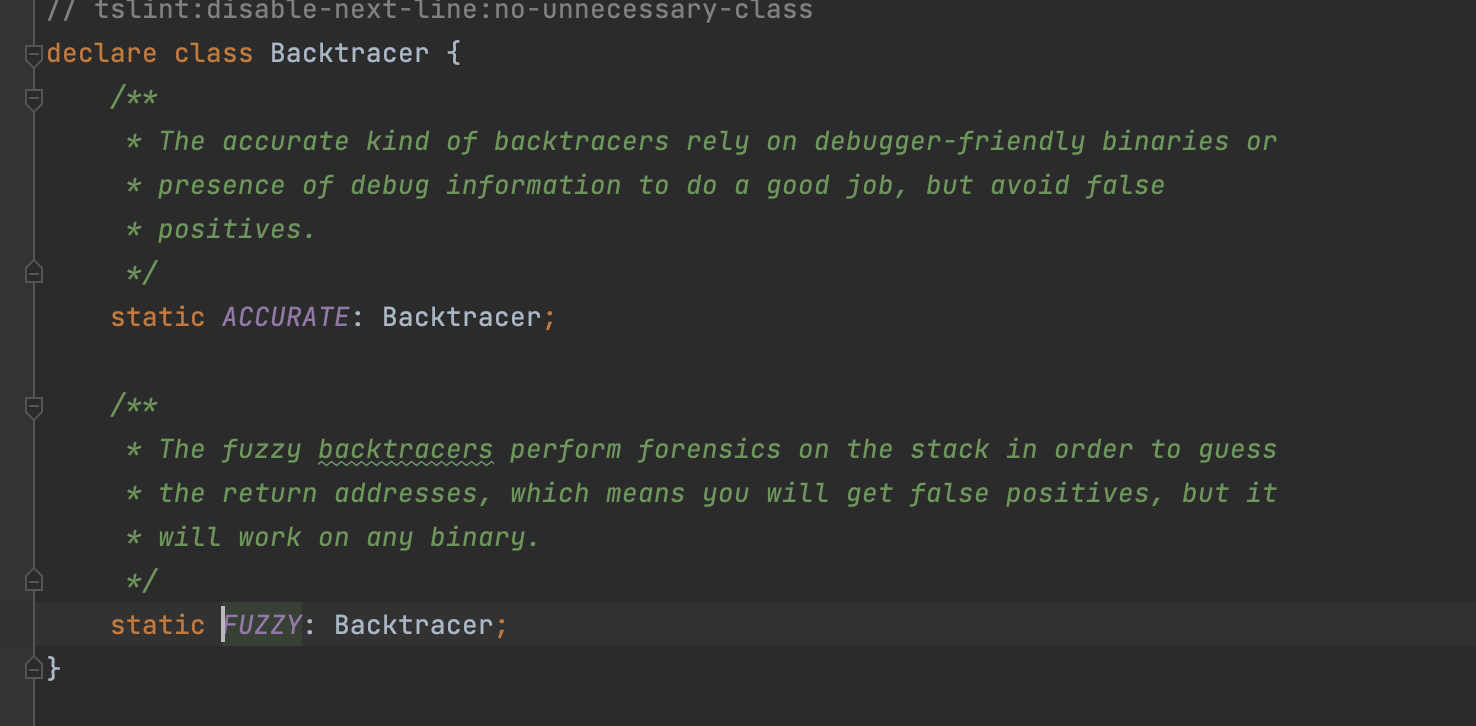 // tslint:disable-next-line:no-unnecessary-class
declare class Backtracer {
/**
* The accurate kind of backtracers rely on debugger-friendly binaries or
* presence of debug information to do a good job, but avoid false
* positives.
*/
static ACCURATE: Backtracer;
/**
* The fuzzy backtracers perform forensics on the stack in order to guess
* the return addresses, which means you will get false positives, but it
* will work on any binary.
*/
static FUZZY: Backtracer;
}